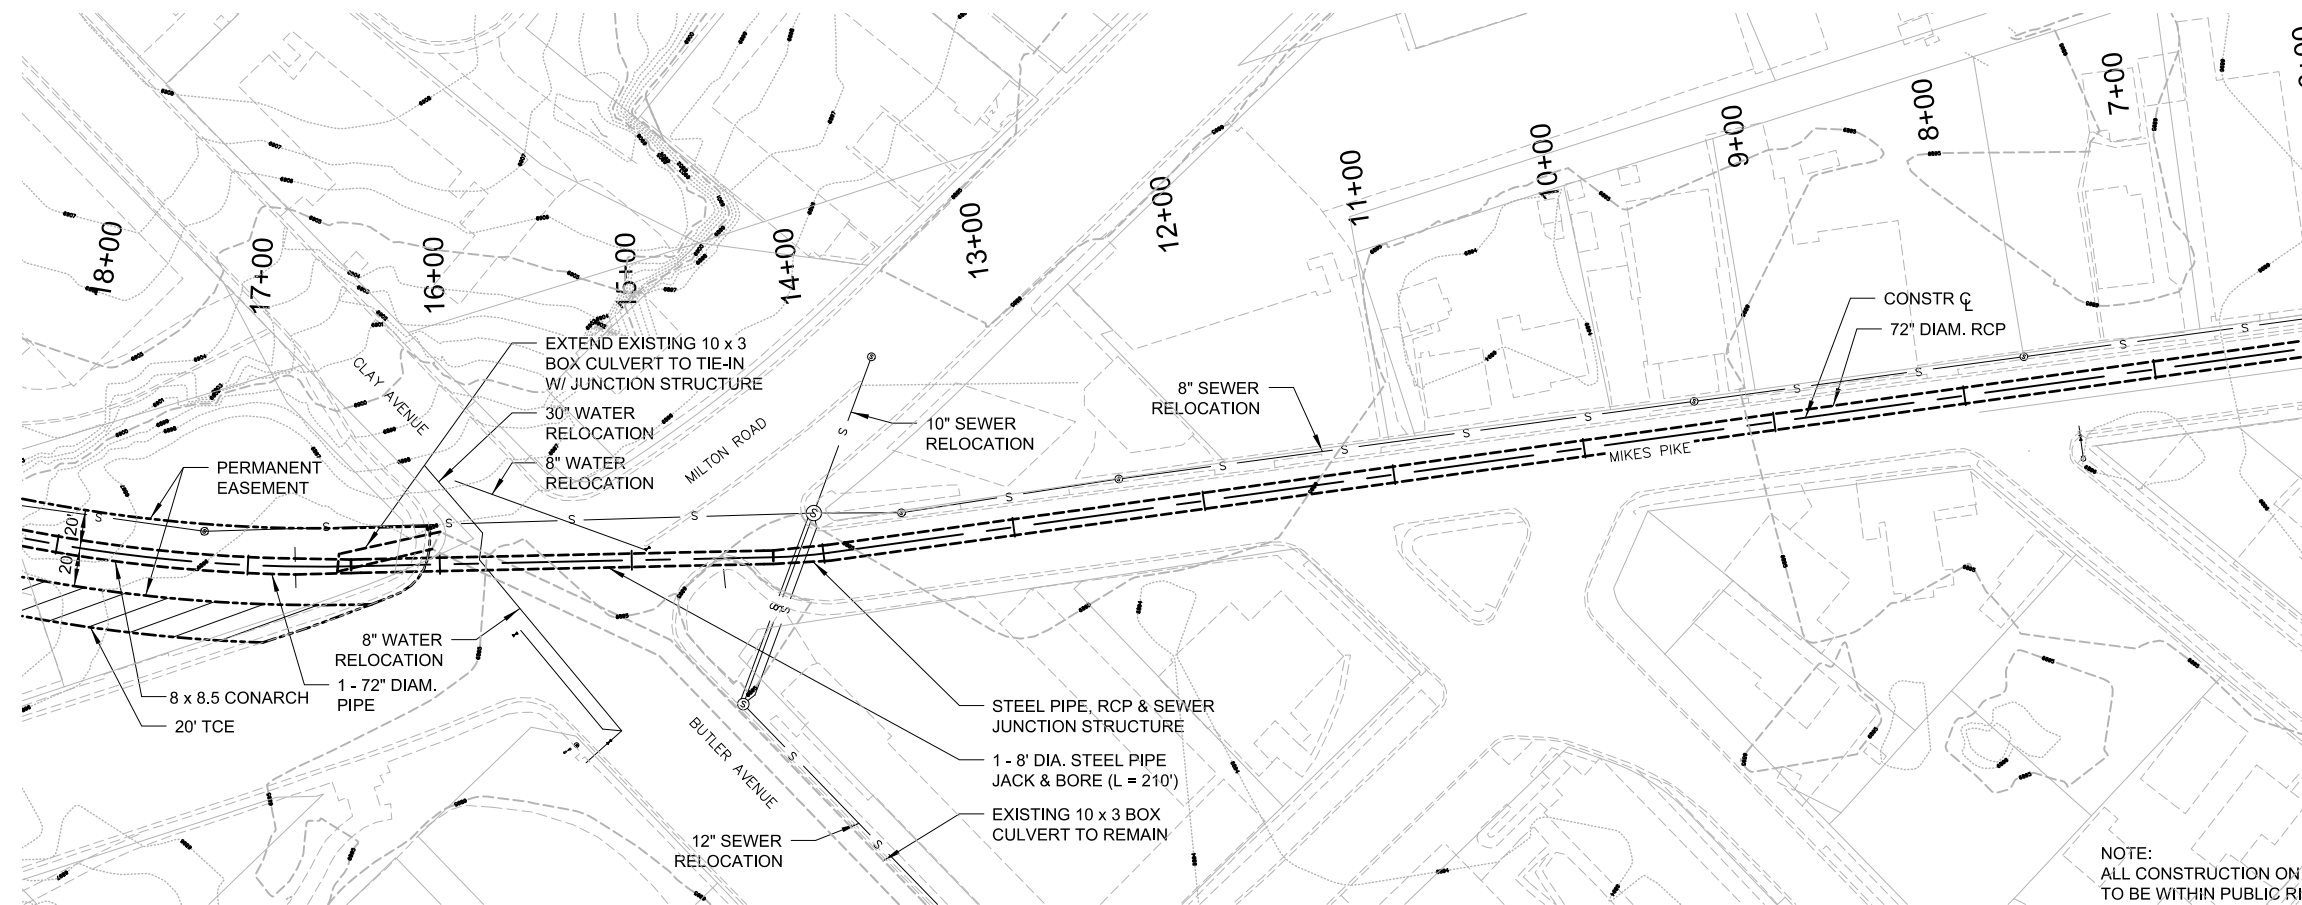 18+00
17+00
16+00
15+00
14+00
13+00
12+00
11+00
10+00
9+00
8+00
7+00
CONSTR ℄
72" DIAM. RCP
EXTEND EXISTING 10 x 3
BOX CULVERT TO TIE-IN
W/ JUNCTION STRUCTURE
30" WATER
RELOCATION
8" WATER
RELOCATION
CLAY AVENUE
MILTON ROAD
10" SEWER
RELOCATION
8" SEWER
RELOCATION
MIKES PIKE
PERMANENT
EASEMENT
20'
20'
8" WATER
RELOCATION
1 - 72" DIAM.
PIPE
8 x 8.5 CONARCH
20' TCE
BUTLER AVENUE
STEEL PIPE, RCP & SEWER
JUNCTION STRUCTURE
1 - 8' DIA. STEEL PIPE
JACK & BORE (L = 210')
EXISTING 10 x 3 BOX
CULVERT TO REMAIN
12" SEWER
RELOCATION
NOTE:
ALL CONSTRUCTION ON
TO BE WITHIN PUBLIC